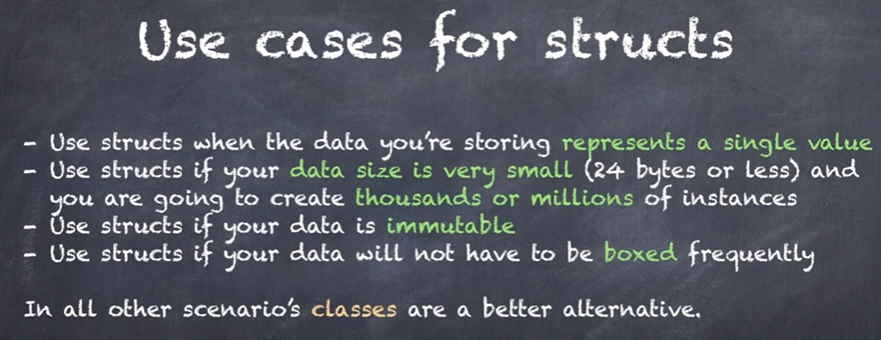 Use cases for structs
- Use structs when the data you're storing represents a single value
- Use structs if your data size is very small (24 bytes or less) and
you are going to create thousands or millions of instances
- Use structs if your data is immutable
- Use structs if your data will not have to be boxed frequently
In all other scenario's classes are a better alternative.